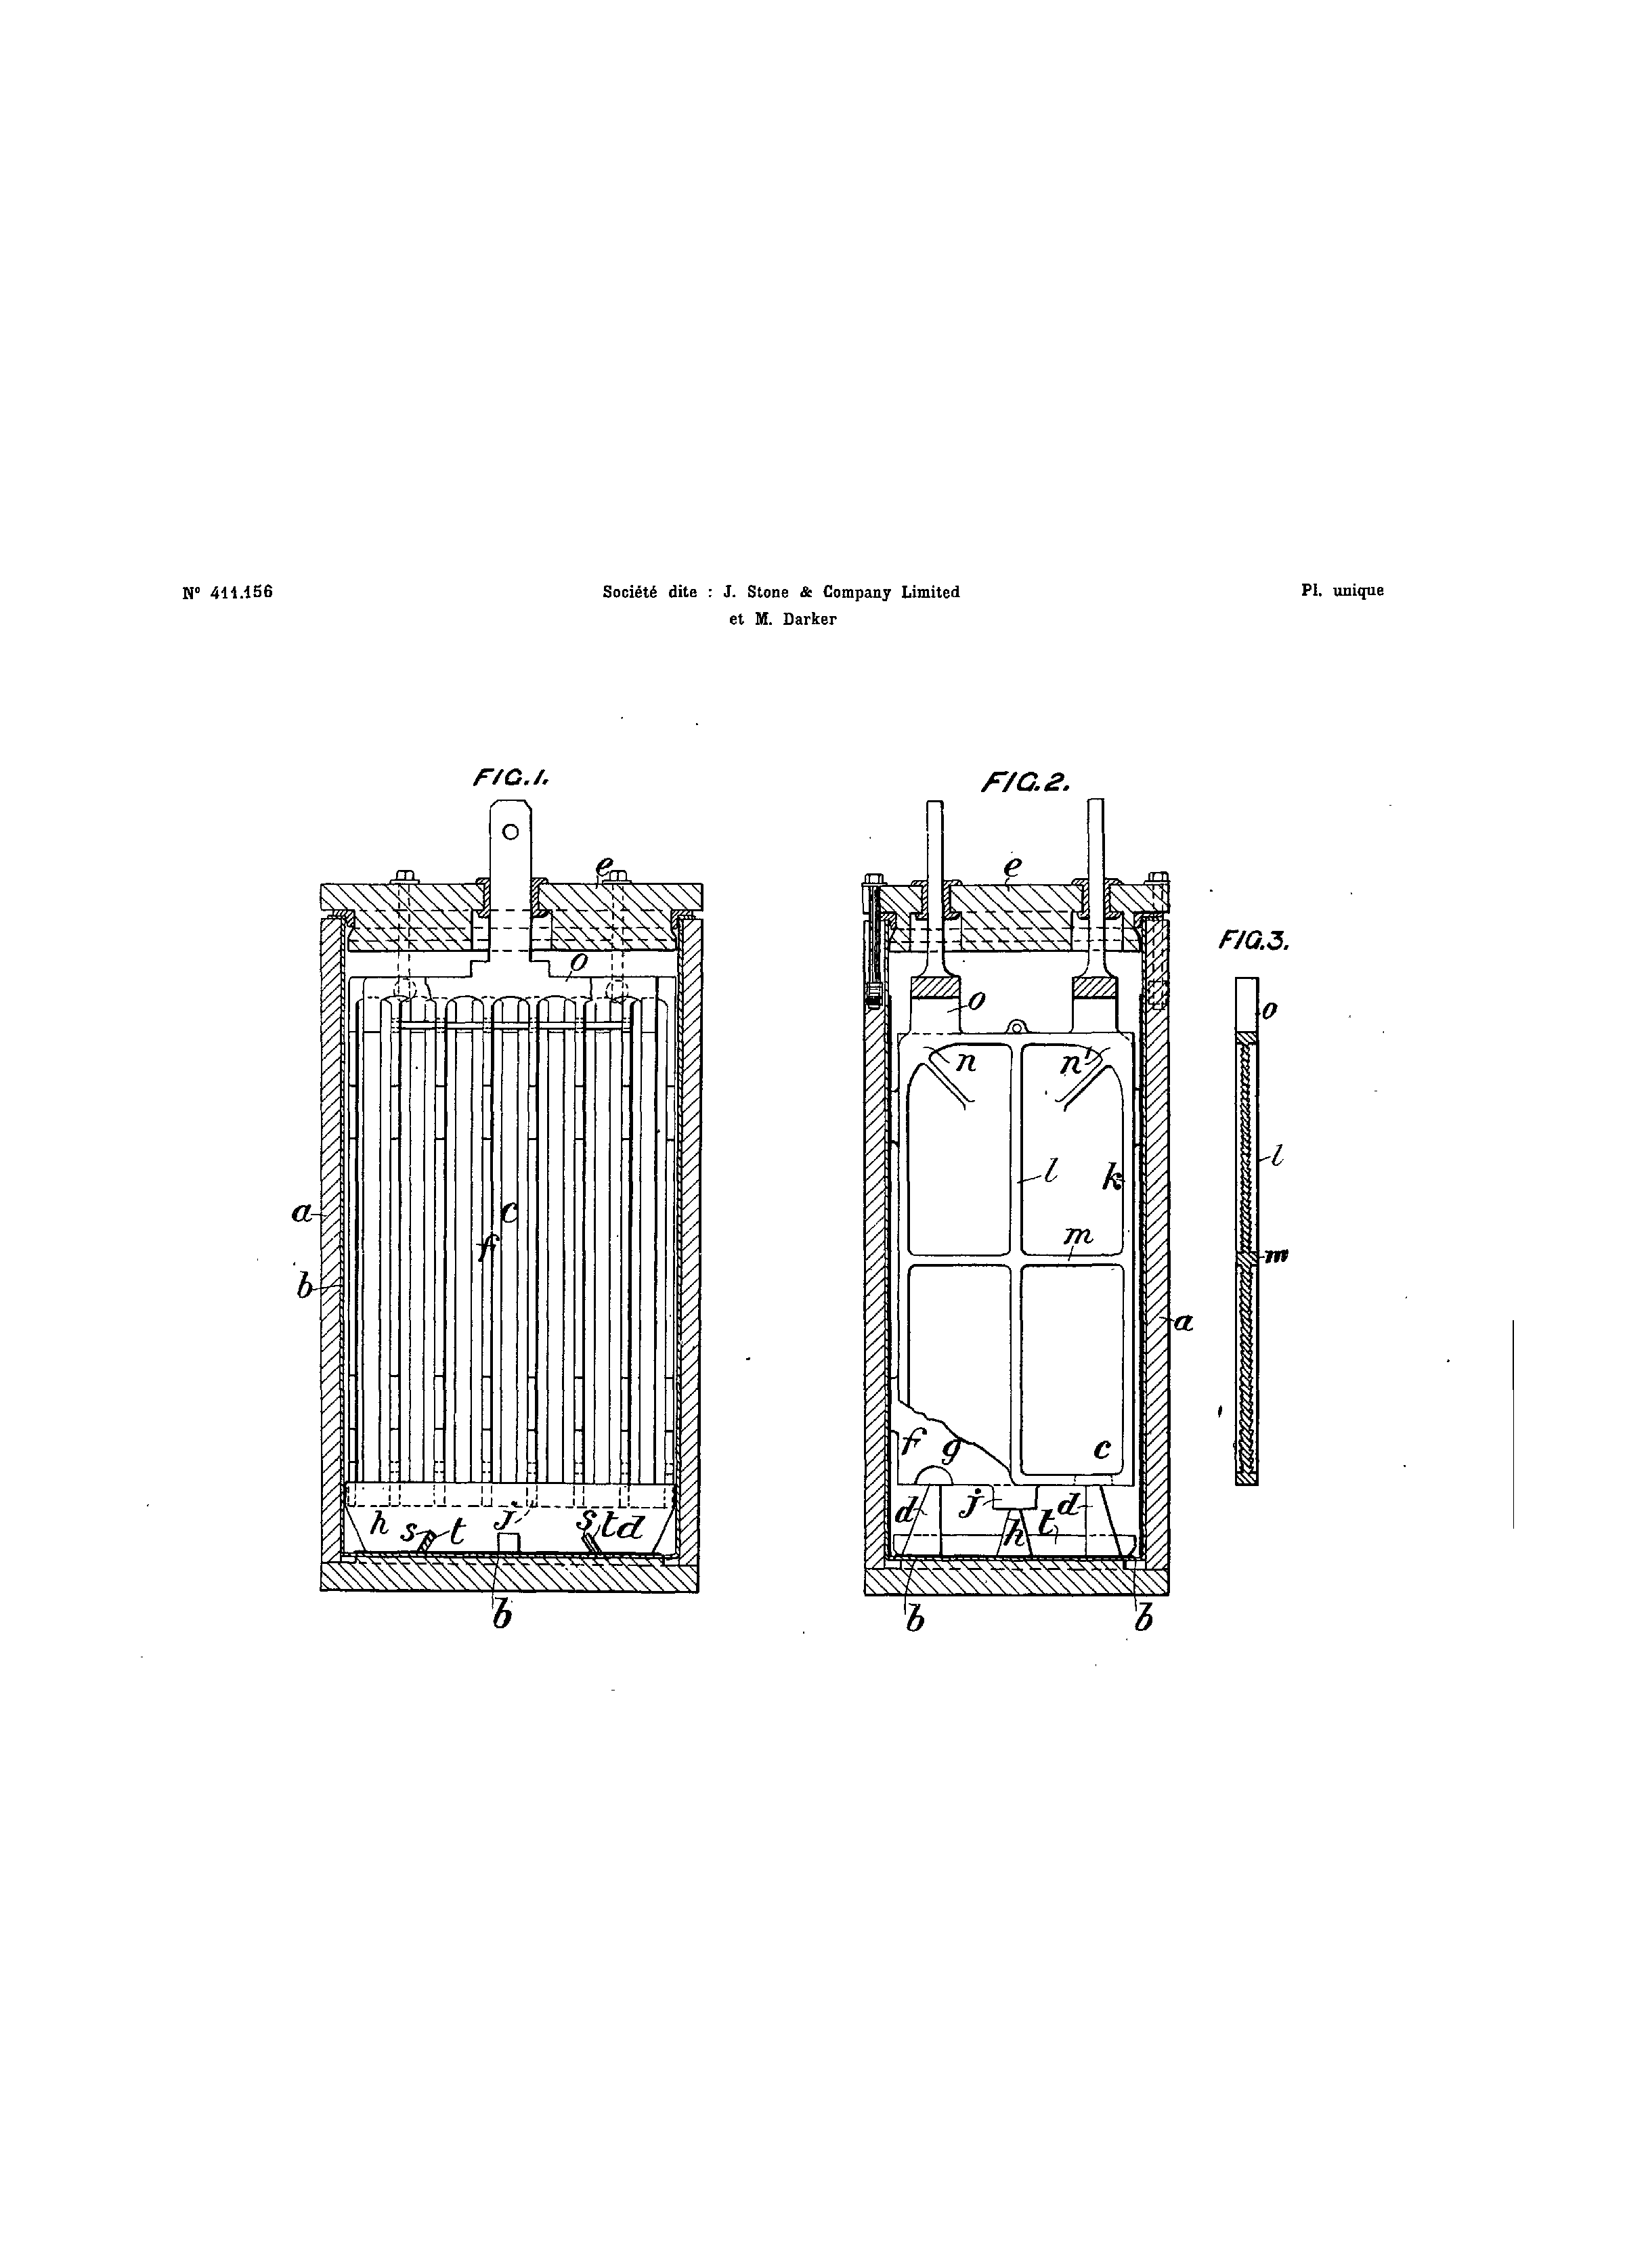 N° 411.156
Société dite : J. Stone & Company Limited
et M. Darker
Pl. unique
FIG.1.
e
o
a
c
f
b
h
s
t
j
s
t
d
b
FIG.2.
e
o
n
n'
l
k
m
a
f
g
c
d
j
h
t
d
b
b
FIG.3.
o
l
m